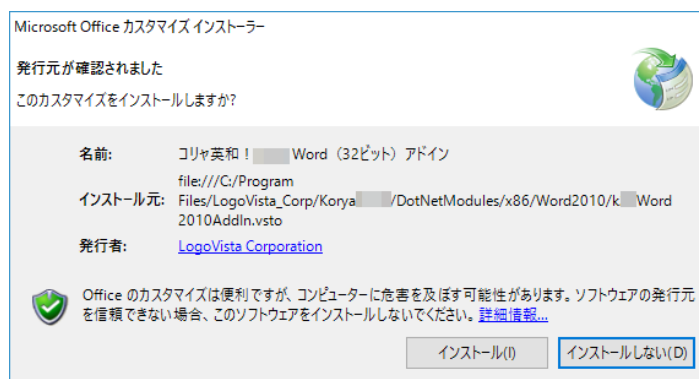 Microsoft Office カスタマイズ インストーラー
発行元が確認されました
このカスタマイズをインストールしますか?
名前: コリャ英和! Word（32ビット）アドイン
file:///C:/Program
インストール元: Files/LogoVista_Corp/Korya /DotNetModules/x86/Word2010/k Word
2010AddIn.vsto
発行者: LogoVista Corporation
Office のカスタマイズは便利ですが、コンピューターに危害を及ぼす可能性があります。ソフトウェアの発行元
を信頼できない場合、このソフトウェアをインストールしないでください。詳細情報...
インストール(I) インストールしない(D)